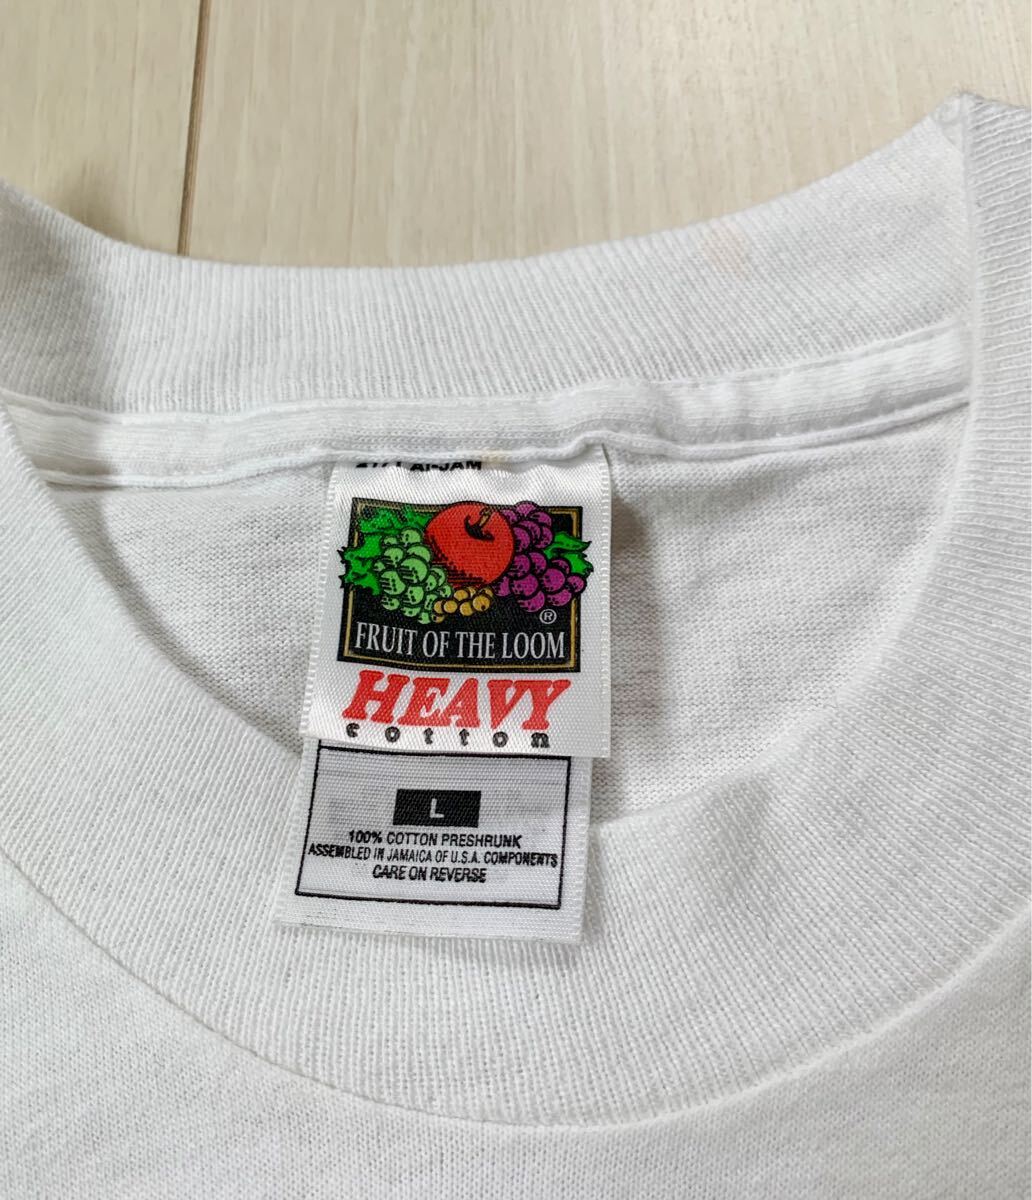 FRUIT OF THE LOOM
®
HEAVY
cotton
L
100% COTTON PRESHRUNK
ASSEMBLED IN JAMAICA OF U.S.A. COMPONENTS
CARE ON REVERSE